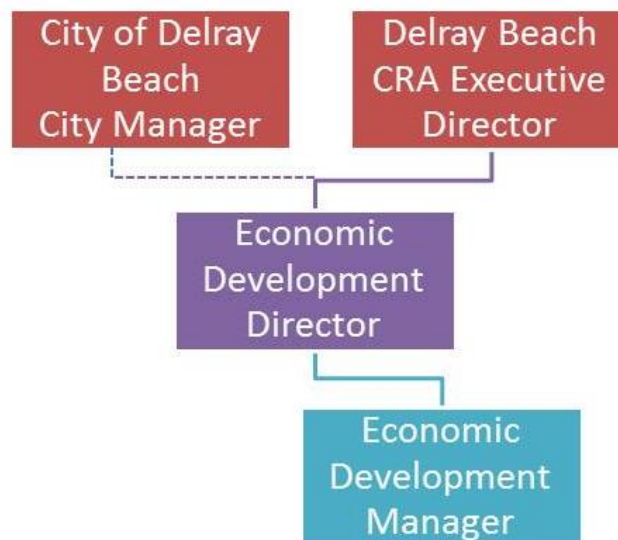 City of Delray
Beach
City Manager
Delray Beach
CRA Executive
Director
Economic
Development
Director
Economic
Development
Manager